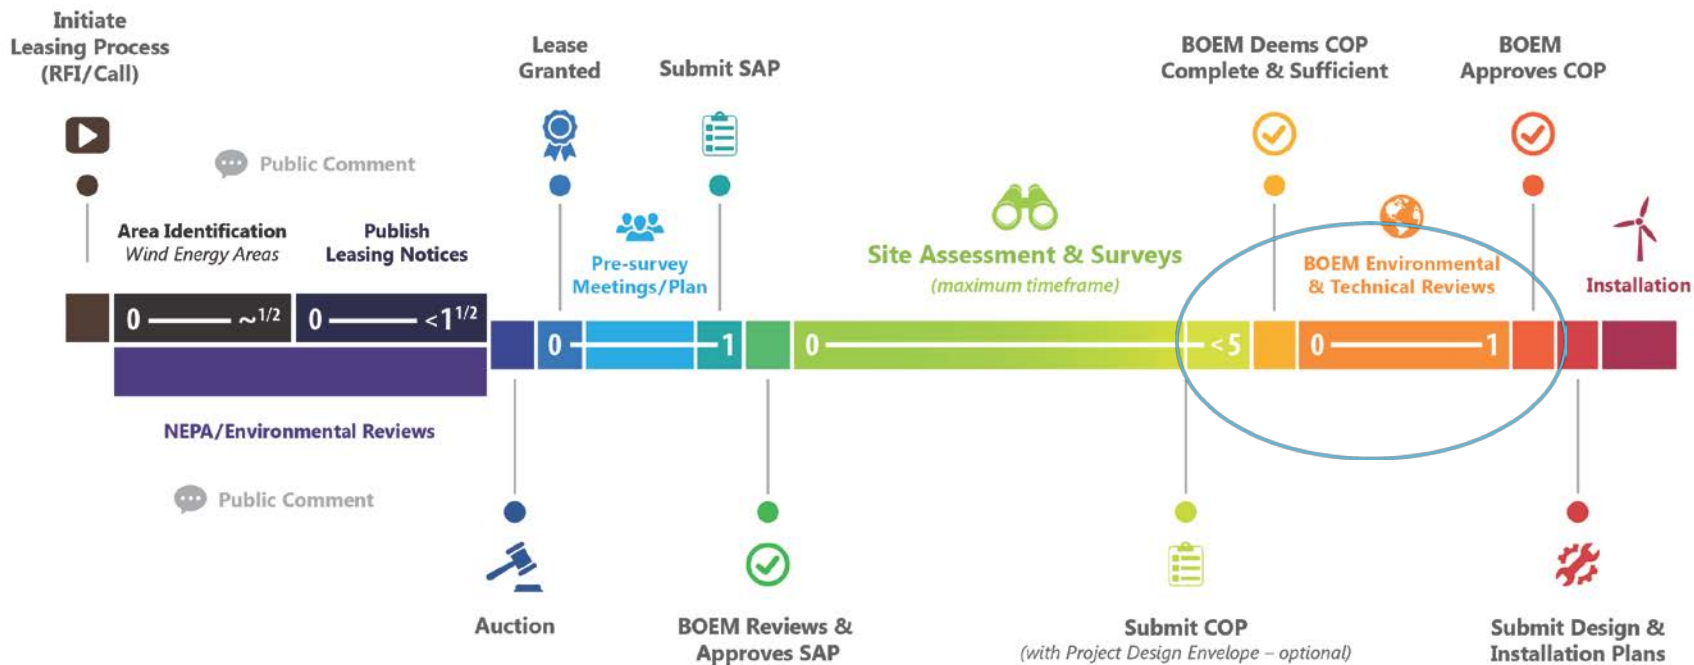 Initiate
Leasing Process
(RFI/Call)
Lease
Granted
Submit SAP
BOEM Deems COP
Complete & Sufficient
BOEM
Approves COP
Public Comment
Area Identification
Wind Energy Areas
Publish
Leasing Notices
Pre-survey
Meetings/Plan
Site Assessment & Surveys
(maximum timeframe)
BOEM Environmental
& Technical Reviews
Installation
0 ~1/2
0 <1 1/2
0 1
0 <5
0 1
NEPA/Environmental Reviews
Public Comment
Auction
BOEM Reviews &
Approves SAP
Submit COP
(with Project Design Envelope – optional)
Submit Design &
Installation Plans